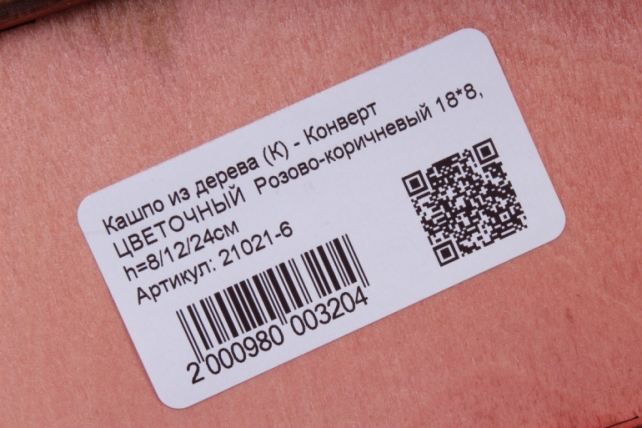 Кашпо из дерева (К) - Конверт
ЦВЕТОЧНЫЙ Розово-коричневый 18*8,
h=8/12/24см
Артикул: 21021-6
2 000980 003204